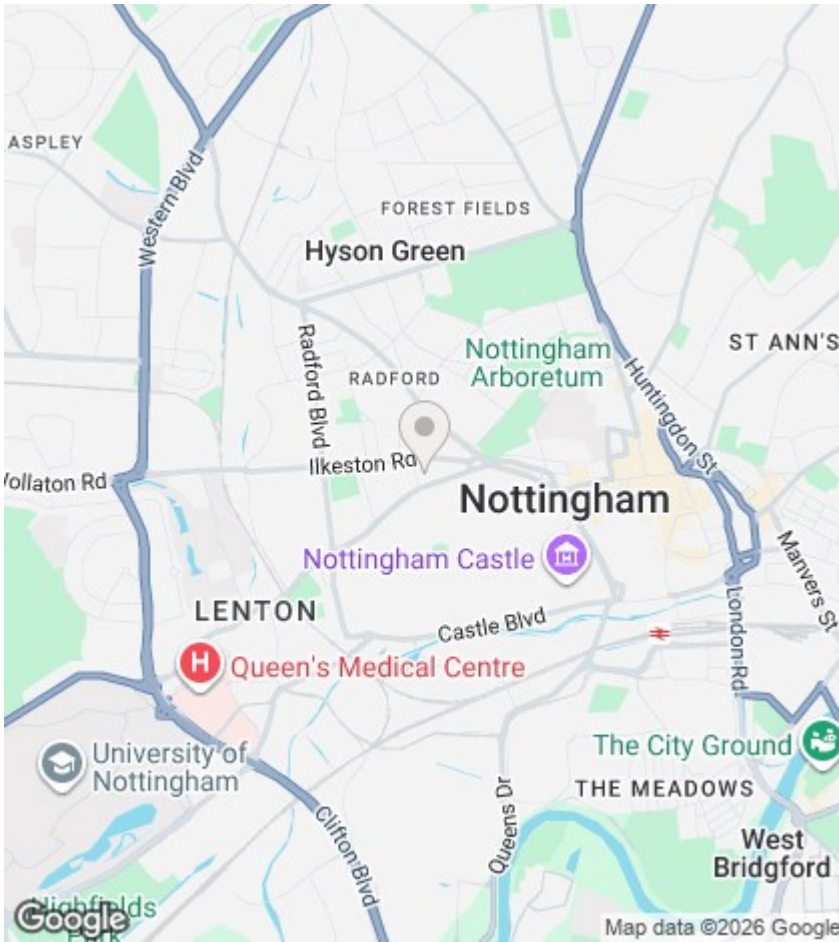 ASPLEY
Western Blvd
FOREST FIELDS
Hyson Green
Nottingham
Arboretum
ST ANN'S
Huntingdon St
Radford Blvd
RADFORD
Ilkeston Rd
Vollaton Rd
Nottingham
Nottingham Castle
Manvers St
LENTON
Castle Blvd
London Rd
H
Queen's Medical Centre
University of
Nottingham
The City Ground
THE MEADOWS
Queens Dr
Clifton Blvd
West
Bridgford
Highfields
Park
Google
Map data ©2026 Google